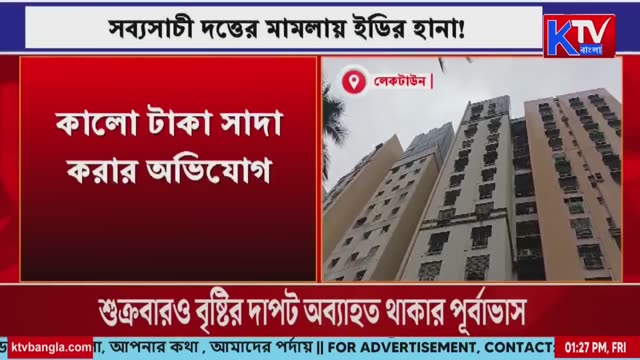 সব্যসাচী দত্তের মামলায় ইডির হানা!
KTV
বাংলা
কালো টাকা সাদা
করার অভিযোগ
লেকটাউন
শুক্রবারও বৃষ্টির দাপট অব্যাহত থাকার পূর্বাভাস
ktvbangla.com
আপনার কথা , আমাদের পর্দায় || FOR ADVERTISEMENT, CONTACT:
01:27 PM, FRI